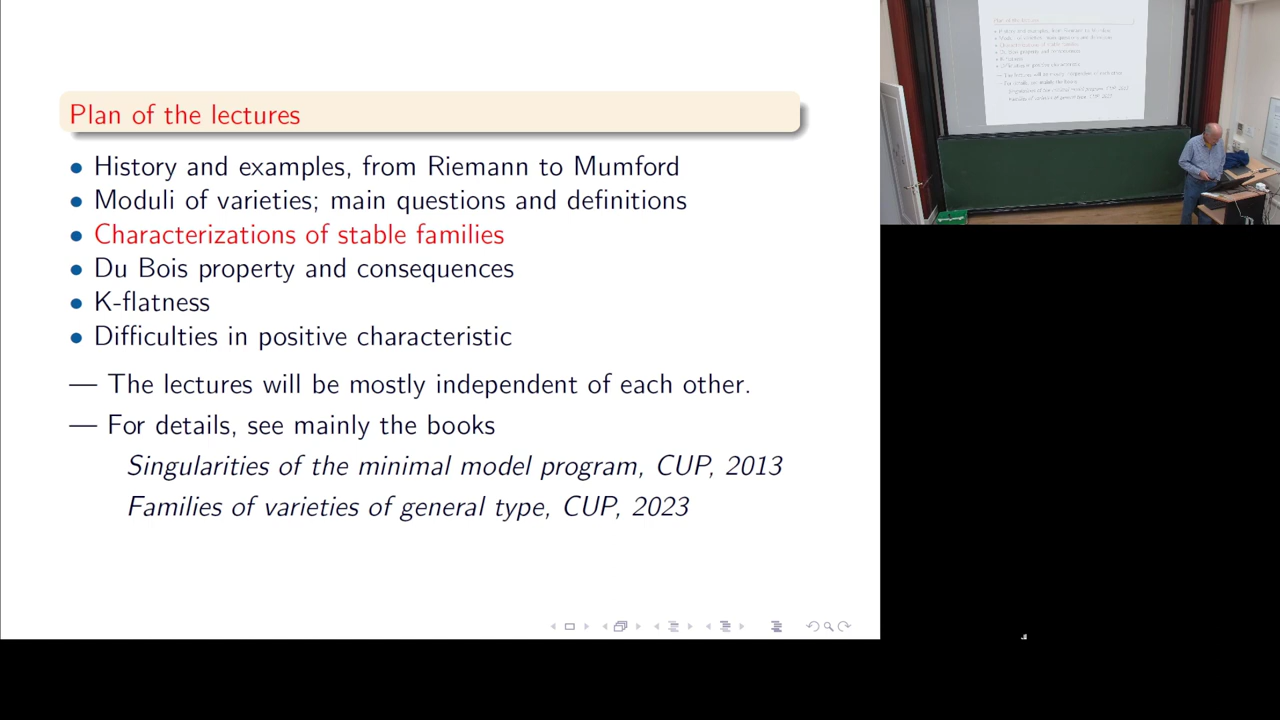 Plan of the lectures
• History and examples, from Riemann to Mumford
• Moduli of varieties; main questions and definitions
• Characterizations of stable families
• Du Bois property and consequences
• K-flatness
• Difficulties in positive characteristic
— The lectures will be mostly independent of each other.
— For details, see mainly the books
Singularities of the minimal model program, CUP, 2013
Families of varieties of general type, CUP, 2023